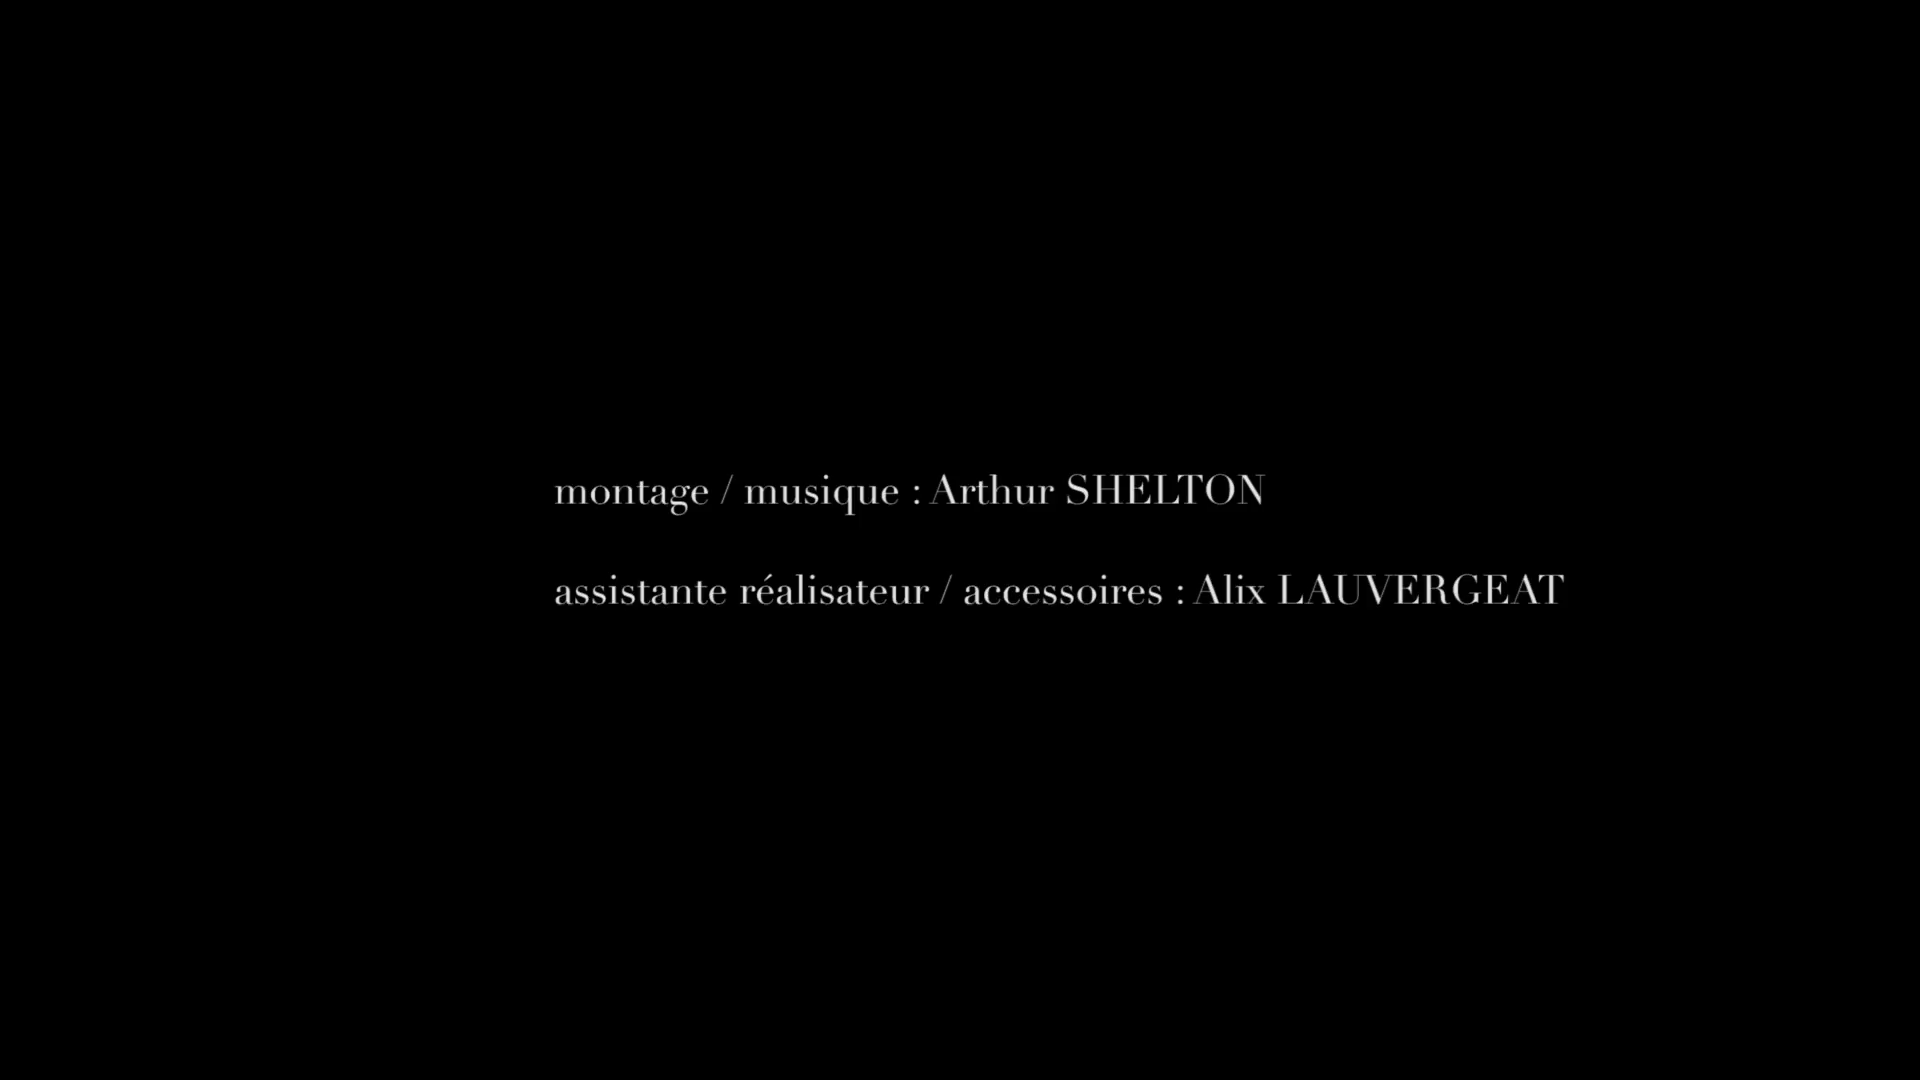 montage / musique : Arthur SHELTON
assistante réalisateur / accessoires : Alix LAUVERGEAT